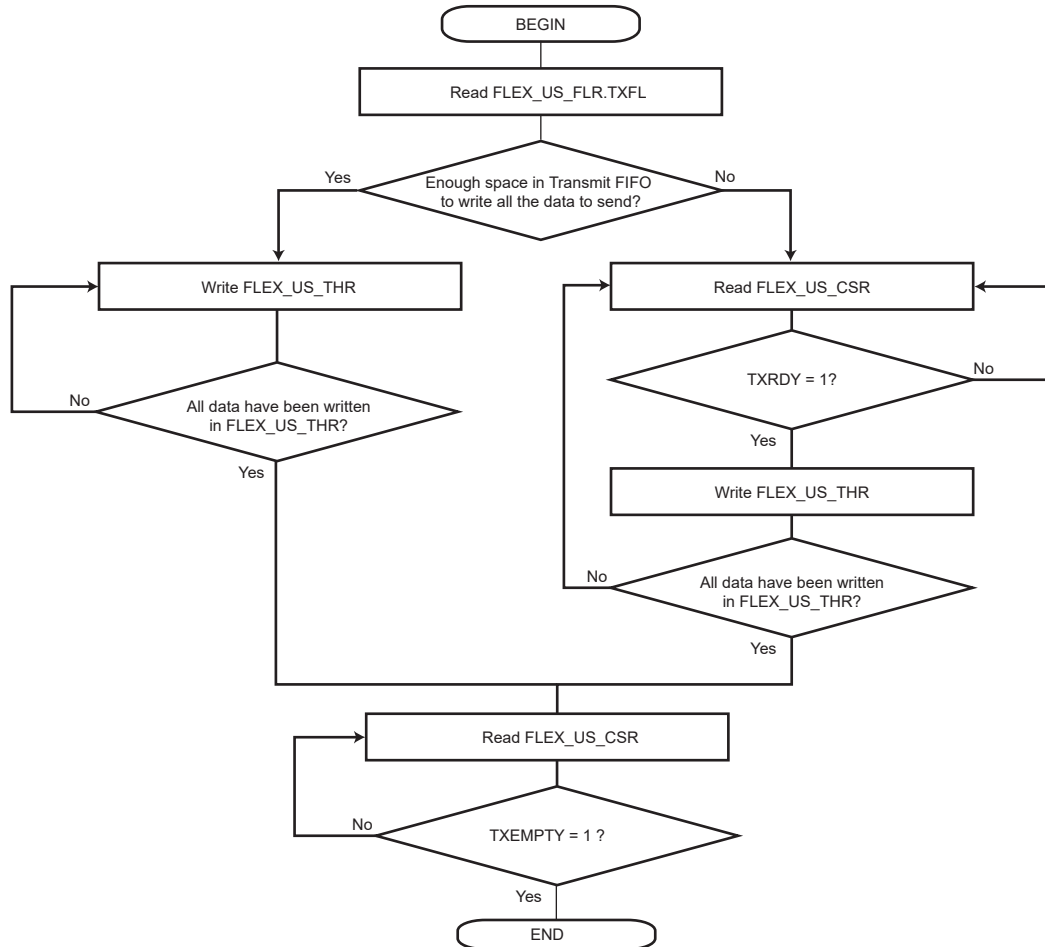 BEGIN
Read FLEX_US_FLR.TXFL
Yes
Enough space in Transmit FIFO
to write all the data to send?
No
Write FLEX_US_THR
No
All data have been written
in FLEX_US_THR?
Yes
Read FLEX_US_CSR
TXRDY = 1?
No
Yes
Write FLEX_US_THR
No
All data have been written
in FLEX_US_THR?
Yes
Read FLEX_US_CSR
No
TXEMPTY = 1 ?
Yes
END